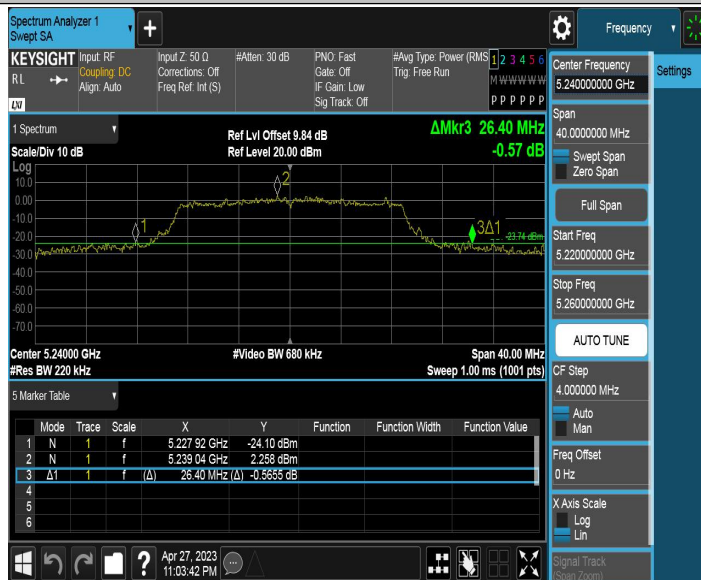 Spectrum Analyzer 1
Swept SA
Frequency
KEYSIGHT
RL
LXI
Input: RF
Coupling: DC
Align: Auto
Input Z: 50 Ω
Corrections: Off
Freq Ref: Int (S)
#Atten: 30 dB
PNO: Fast
Gate: Off
IF Gain: Low
Sig Track: Off
#Avg Type: Power (RMS
Trig: Free Run
1 2 3 4 5 6
M W W W W W
P P P P P P
1 Spectrum
Scale/Div 10 dB
Ref Lvl Offset 9.84 dB
Ref Level 20.00 dBm
ΔMkr3 26.40 MHz
-0.57 dB
Log
10.0
0.00
-10.0
-20.0
-30.0
-40.0
-50.0
-60.0
-70.0
1
2
3Δ1
-23.74 dBm
Center 5.24000 GHz
#Video BW 680 kHz
Span 40.00 MHz
#Res BW 220 kHz
Sweep 1.00 ms (1001 pts)
5 Marker Table
Mode Trace Scale X Y Function Function Width Function Value
1 N 1 f 5.227 92 GHz -24.10 dBm
2 N 1 f 5.239 04 GHz 2.258 dBm
3 Δ1 1 f (Δ) 26.40 MHz (Δ) -0.5655 dB
4
5
6
Apr 27, 2023
11:03:42 PM
Settings
Center Frequency
5.240000000 GHz
Span
40.0000000 MHz
Swept Span
Zero Span
Full Span
Start Freq
5.220000000 GHz
Stop Freq
5.260000000 GHz
AUTO TUNE
CF Step
4.000000 MHz
Auto
Man
Freq Offset
0 Hz
X Axis Scale
Log
Lin
Signal Track
(Span Zoom)